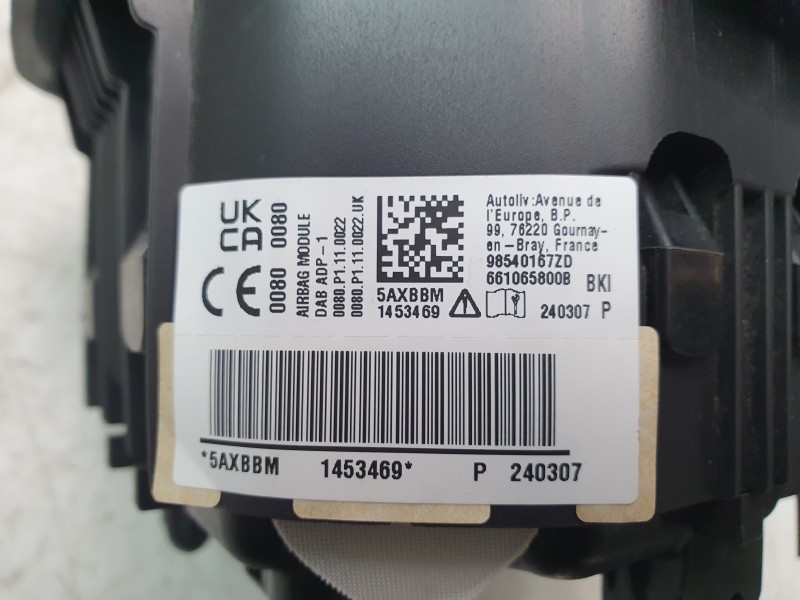 UK
CA
0080
CE
0080
AIRBAG MODULE
DAB ADP-1
0080.P1.11.0022
0080.P1.11.0022.UK
5AXBBM
1453469
Autoliv:Avenue de
l'Europe, B.P.
99, 76220 Gournay-
en-Bray, France
98540167ZD
661065800B BKI
240307 P
*5AXBBM 1453469* P 240307